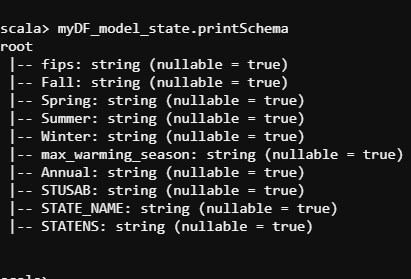 scala> myDF_model_state.printSchema
root
 |-- fips: string (nullable = true)
 |-- Fall: string (nullable = true)
 |-- Spring: string (nullable = true)
 |-- Summer: string (nullable = true)
 |-- Winter: string (nullable = true)
 |-- max_warming_season: string (nullable = true)
 |-- Annual: string (nullable = true)
 |-- STUSAB: string (nullable = true)
 |-- STATE_NAME: string (nullable = true)
 |-- STATENS: string (nullable = true)
scala>